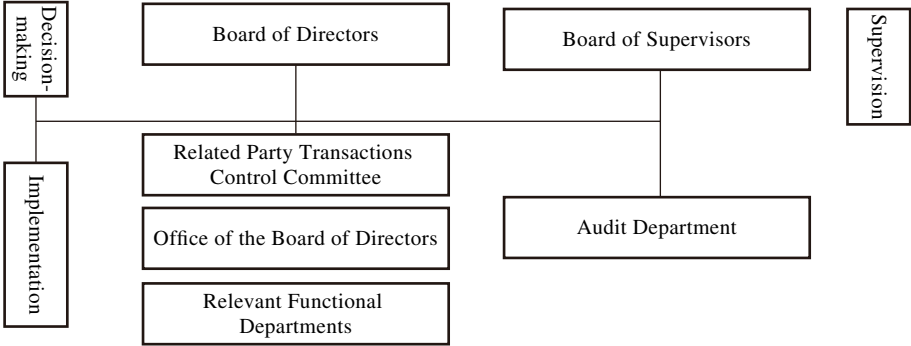 Decision-
making
Board of Directors
Board of Supervisors
Supervision
Implementation
Related Party Transactions
Control Committee
Office of the Board of Directors
Audit Department
Relevant Functional
Departments